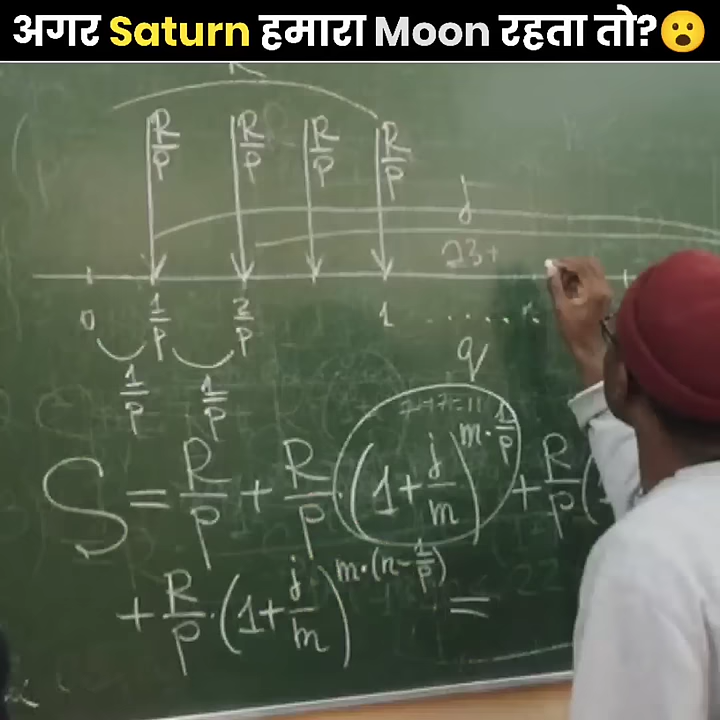 अगर Saturn हमारा Moon रहता तो?😮
R/P R/P R/P R/P
j
23+
0 1/P 2/P 1 ......
q
1/P 1/P
S = R/P + R/P · (1 + j/m)^(m · 1/P) + R/P (
+ R/P · (1 + j/m)^(m · (n - 1/P)) =